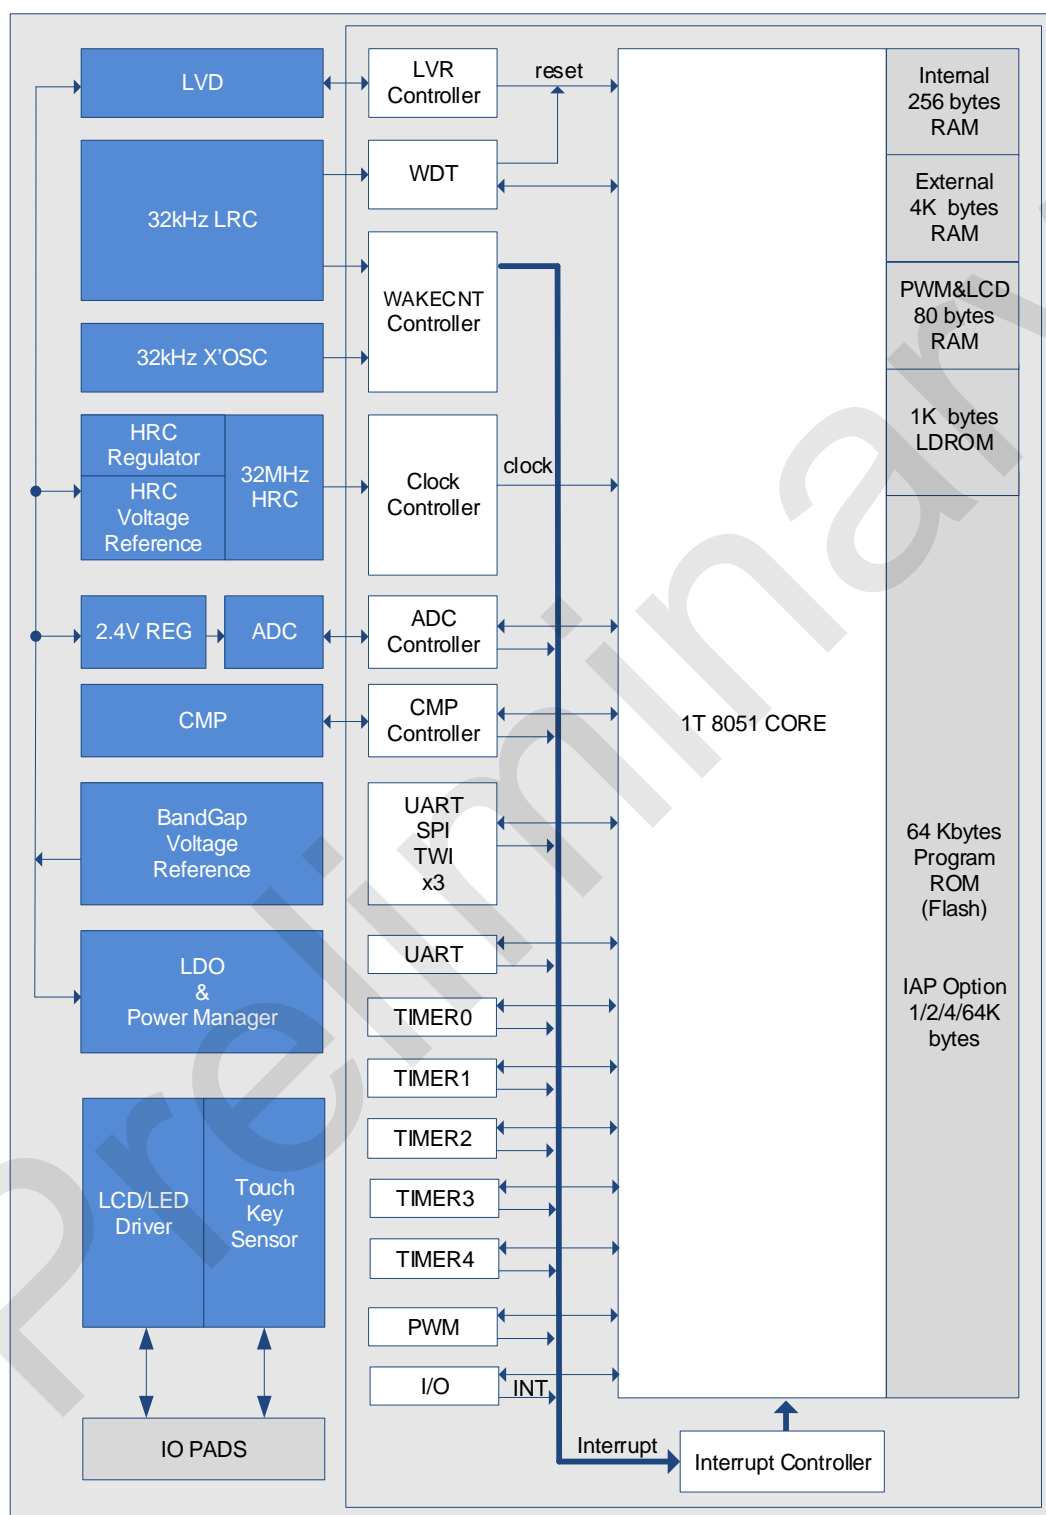 LVD
LVR
Controller
reset
Internal
256 bytes
RAM
WDT
32kHz LRC
External
4K bytes
RAM
WAKECNT
Controller
PWM&LCD
80 bytes
RAM
32kHz X'OSC
HRC
Regulator
HRC
Voltage
Reference
32MHz
HRC
Clock
Controller
clock
1K bytes
LDROM
2.4V REG
ADC
ADC
Controller
CMP
CMP
Controller
1T 8051 CORE
BandGap
Voltage
Reference
UART
SPI
TWI
x3
64 Kbytes
Program
ROM
(Flash)
IAP Option
1/2/4/64K
bytes
UART
LDO
&
Power Manager
TIMER0
TIMER1
TIMER2
LCD/LED
Driver
Touch
Key
Sensor
TIMER3
TIMER4
PWM
I/O
INT
IO PADS
Interrupt
Interrupt Controller
Preliminary